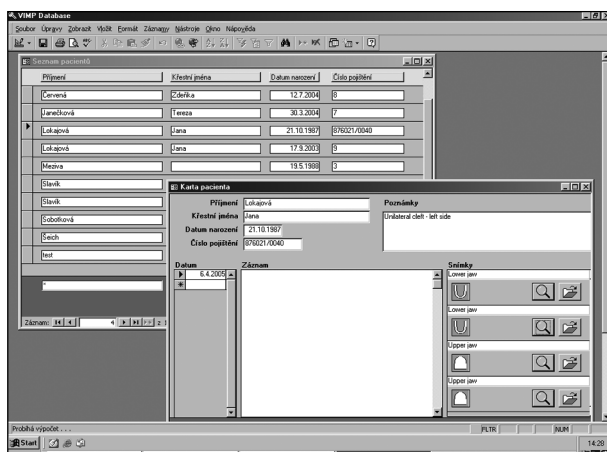 VIMP Database
Soubor Úpravy Zobrazit Vložit Formát Záznamy Nástroje Okno Nápověda
Seznam pacientů
Příjmení Křestní jména Datum narození Číslo pojištění
Červená Zdeňka 12.7.2004 8
Janečková Tereza 30.3.2004 7
Lokajová Jana 21.10.1987 876021/0040
Lokajová Jana 17.9.2003 9
Meziva 19.5.1988 3
Slavík
Slavík
Sobotková
Šeich
test
*
Záznam: 4 z
Karta pacienta
Příjmení Lokajová
Křestní jména Jana
Datum narození 21.10.1987
Číslo pojištění 876021/0040
Poznámky
Unilateral cleft - left side
Datum Záznam Snímky
6.4.2005
Lower jaw
Lower jaw
Upper jaw
Upper jaw
Probíhá výpočet . . . FLTR NUM
Start 14:28